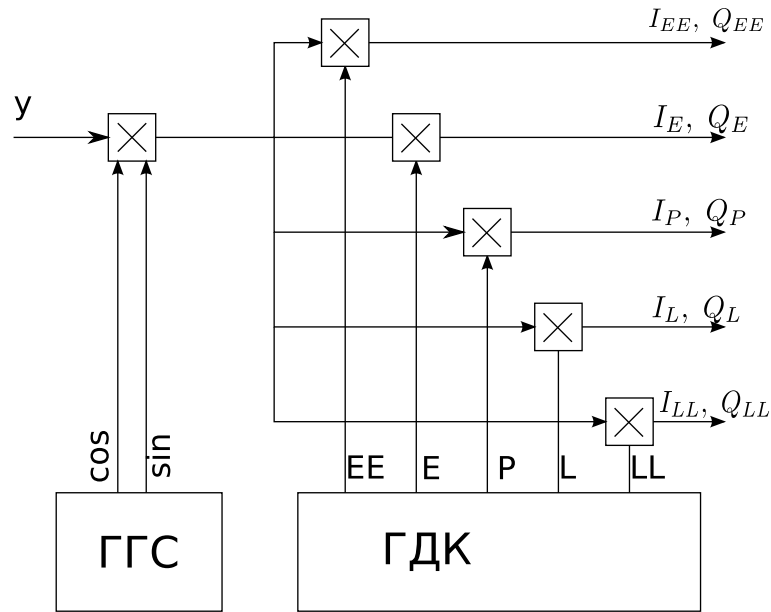 I_{EE}, Q_{EE}
y
I_E, Q_E
I_P, Q_P
I_L, Q_L
I_{LL}, Q_{LL}
cos sin EE E P L LL
ГГС ГДК